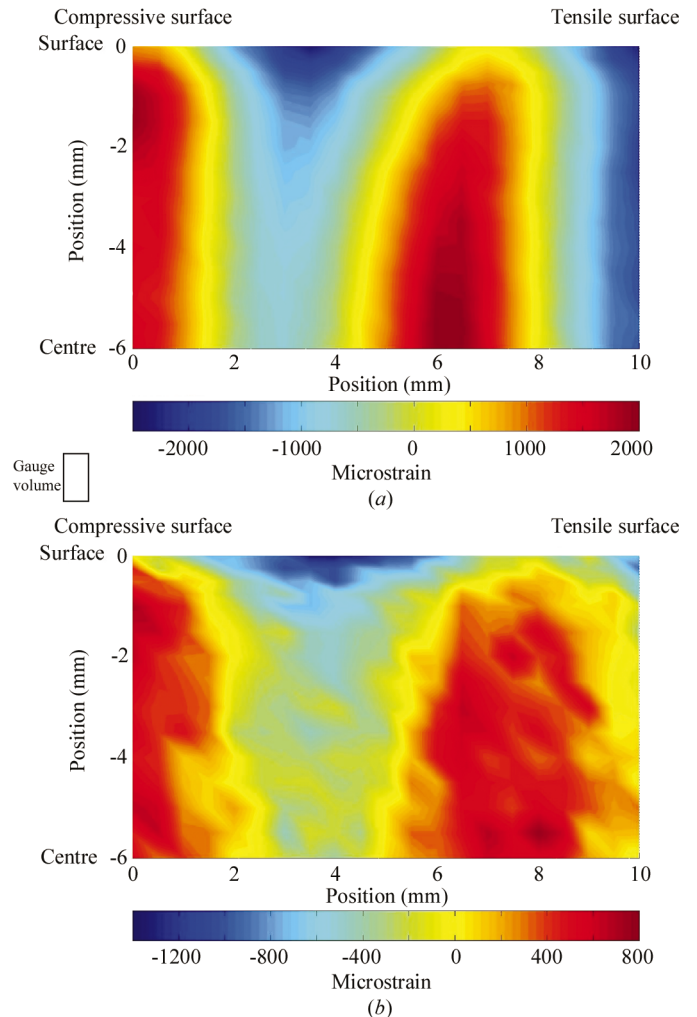 Compressive surface Tensile surface
Surface 0
-2
-4
Centre -6
Position (mm)
0 2 4 6 8 10
Position (mm)
-2000 -1000 0 1000 2000
Microstrain
(a)
Gauge
volume
Compressive surface Tensile surface
Surface 0
-2
-4
Centre -6
Position (mm)
0 2 4 6 8 10
Position (mm)
-1200 -800 -400 0 400 800
Microstrain
(b)